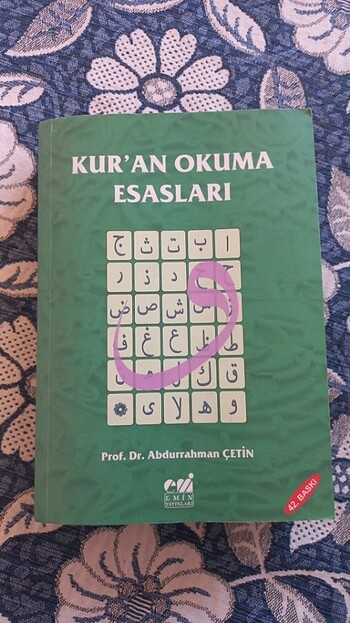 KUR'AN OKUMA
ESASLARI
ا ب ت ث ج
ح خ د ذ ر
ز س ش ص ض
ط ظ ع غ ف
ق ك
و ه لا ى
Prof. Dr. Abdurrahman ÇETİN
EMİN
YAYINLARI
42. BASKI